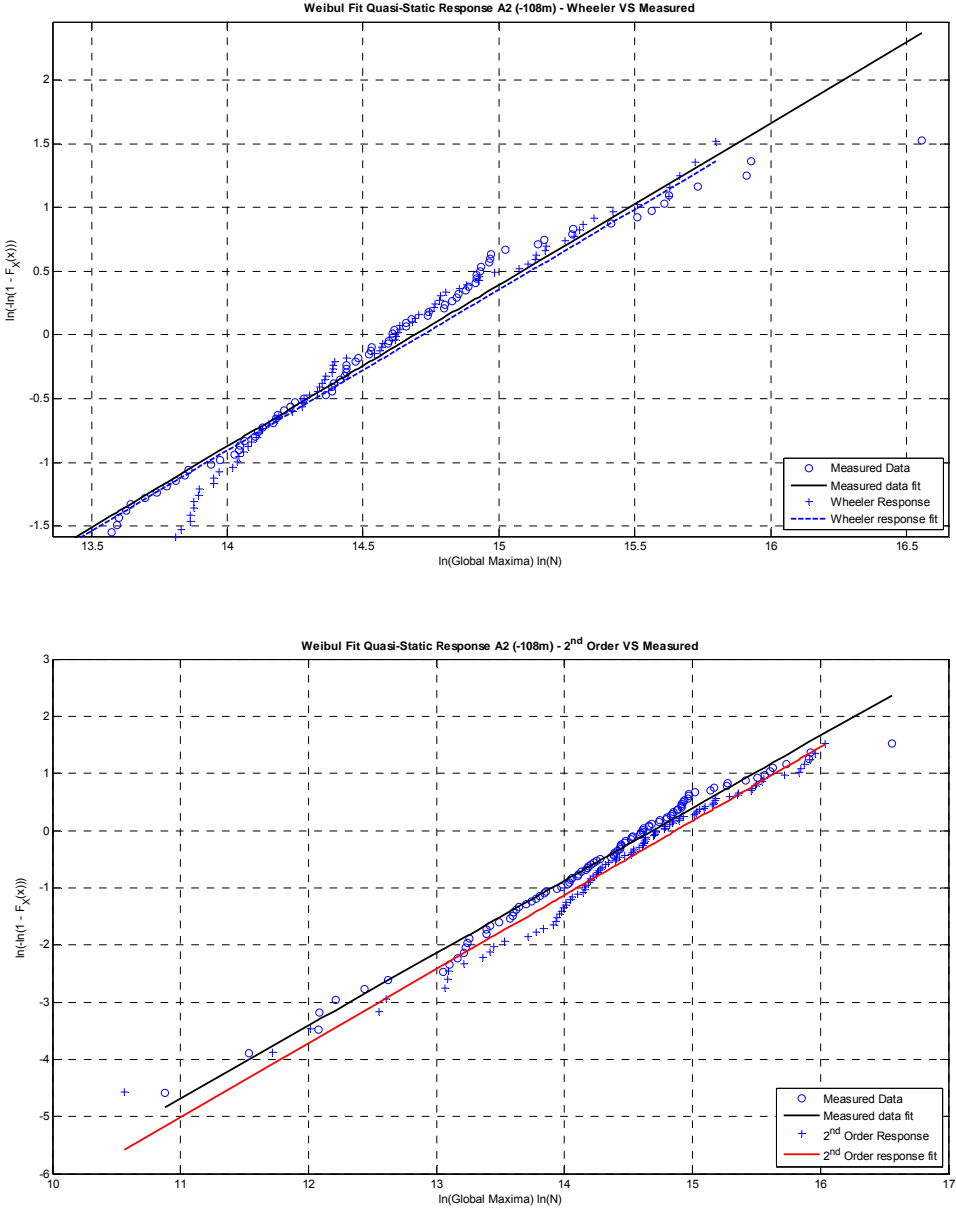 Weibul Fit Quasi-Static Response A2 (-108m) - Wheeler VS Measured
2
1.5
1
0.5
0
-0.5
-1
-1.5
ln(-ln(1 - F_X(x)))
13.5 14 14.5 15 15.5 16 16.5
ln(Global Maxima) ln(N)
Measured Data
Measured data fit
Wheeler Response
Wheeler response fit
Weibul Fit Quasi-Static Response A2 (-108m) - 2nd Order VS Measured
3
2
1
0
-1
-2
-3
-4
-5
-6
ln(-ln(1 - F_X(x)))
10 11 12 13 14 15 16 17
ln(Global Maxima) ln(N)
Measured Data
Measured data fit
2nd Order Response
2nd Order response fit